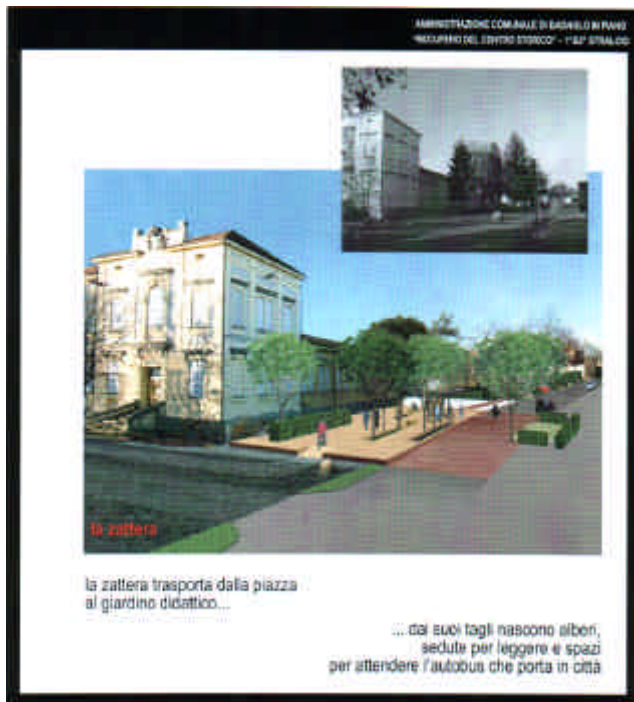 AMMINISTRAZIONE COMUNALE DI BAGNOLO IN PIANO
"RECUPERO DEL CENTRO STORICO" - 1°
STRALCIO
la zattera
la zattera trasporta dalla piazza
al giardino didattico...
... dai suoi tagli nascono alberi,
sedute per leggere e spazi
per attendere l'autobus che porta in città